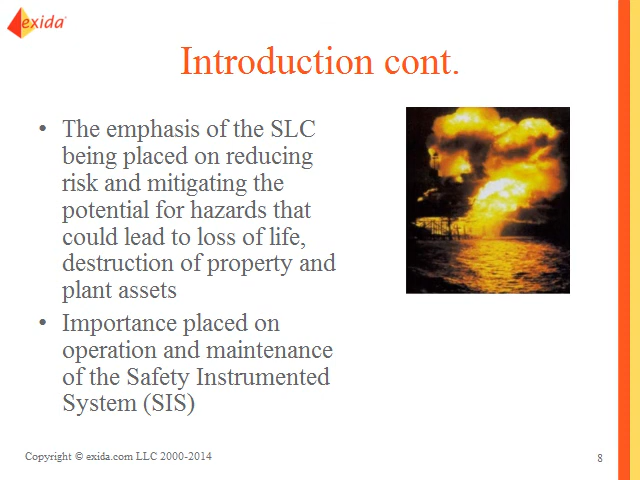 exida
Introduction cont.
• The emphasis of the SLC
being placed on reducing
risk and mitigating the
potential for hazards that
could lead to loss of life,
destruction of property and
plant assets
• Importance placed on
operation and maintenance
of the Safety Instrumented
System (SIS)
Copyright © exida.com LLC 2000-2014
8